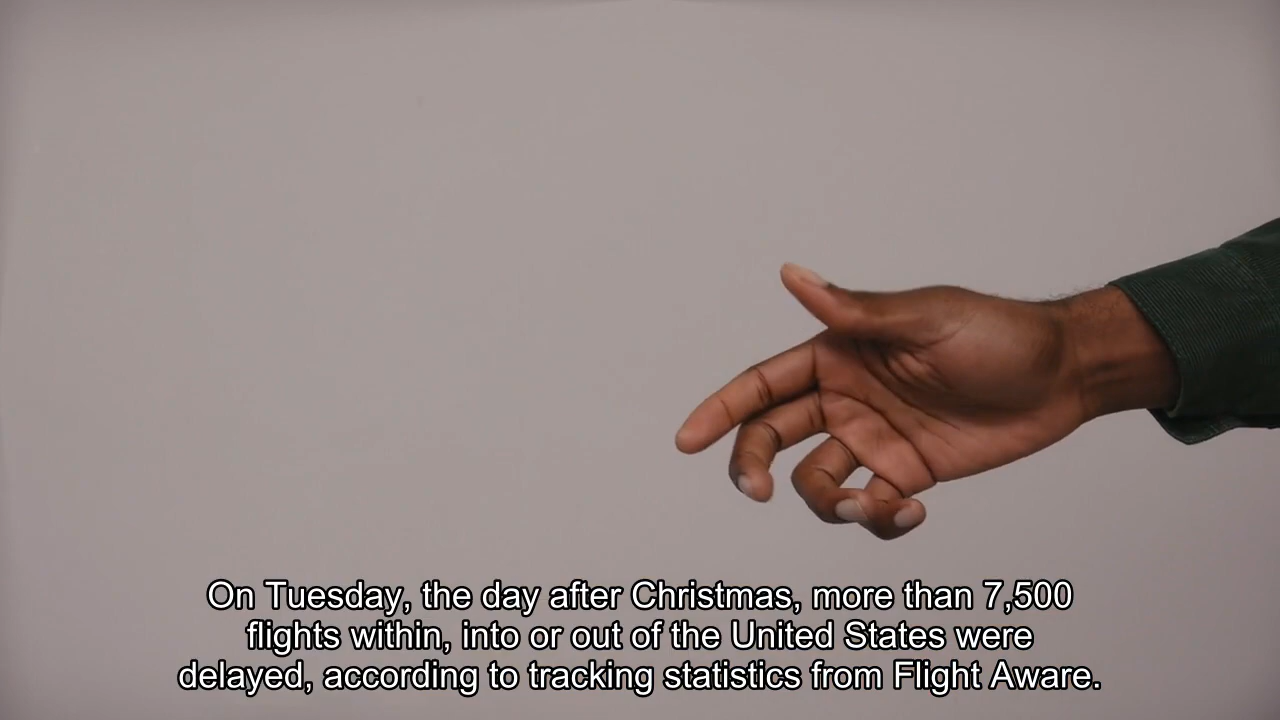 On Tuesday, the day after Christmas, more than 7,500
flights within, into or out of the United States were
delayed, according to tracking statistics from Flight Aware.